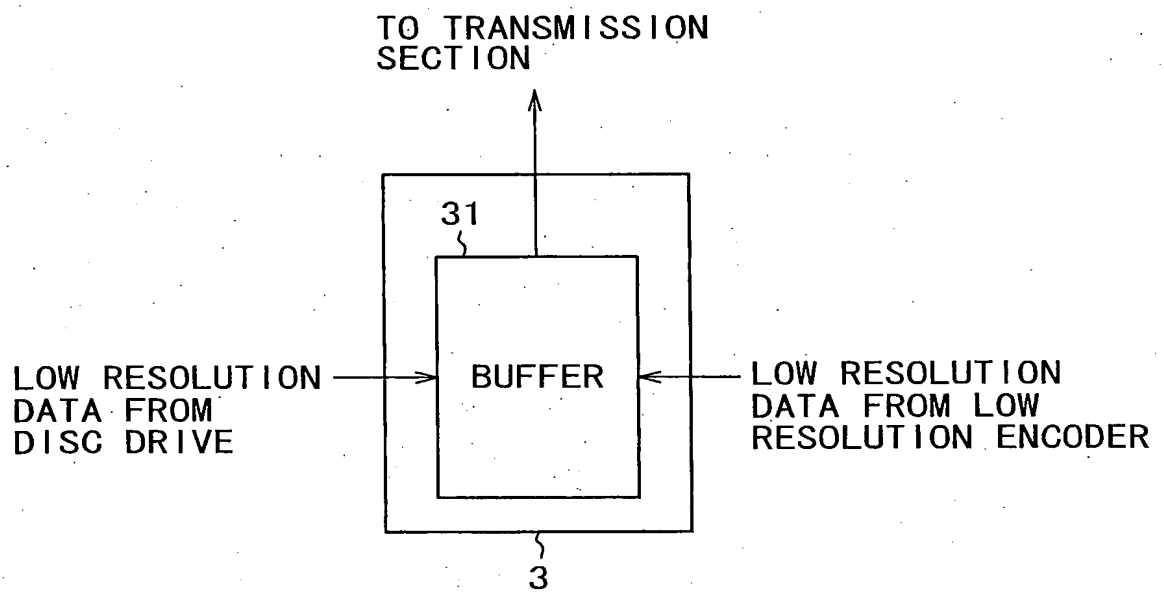 TO TRANSMISSION
SECTION
31
LOW RESOLUTION
DATA FROM
DISC DRIVE
BUFFER
LOW RESOLUTION
DATA FROM LOW
RESOLUTION ENCODER
3